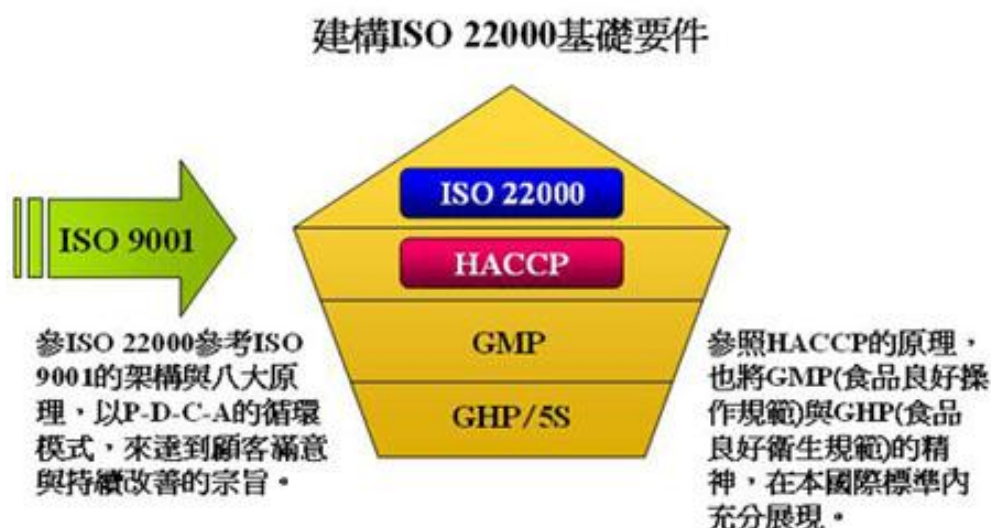 建構ISO 22000基礎要件
ISO 22000
ISO 9001
HACCP
GMP
GHP/5S
參ISO 22000參考ISO
9001的架構與八大原
理，以P-D-C-A的循環
模式，來達到顧客滿意
與持續改善的宗旨。
參照HACCP的原理，
也將GMP(食品良好操
作規範)與GHP(食品
良好衛生規範)的精
神，在本國際標準內
充分展現。